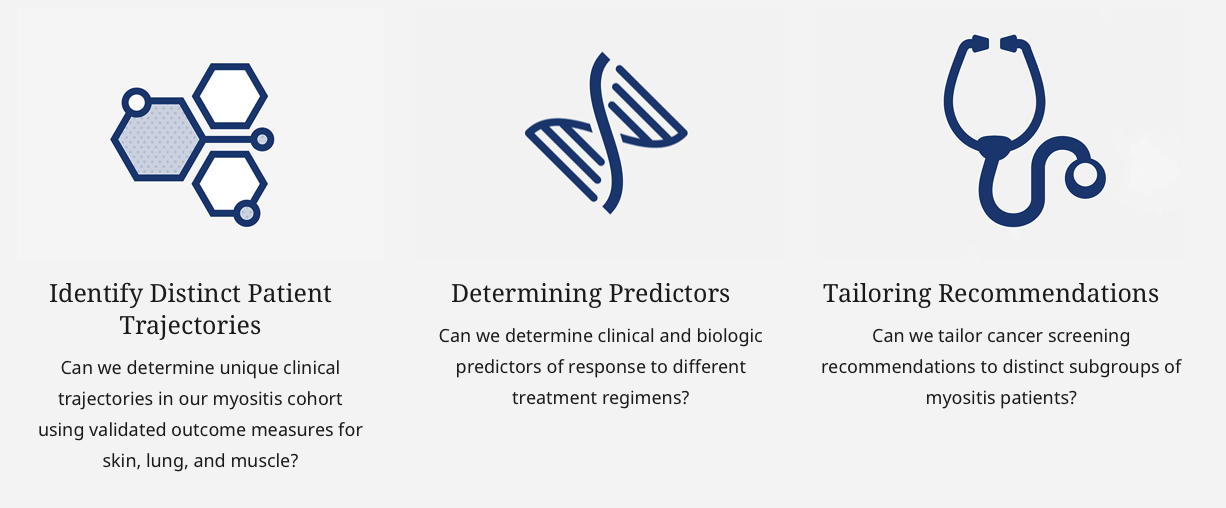 Identify Distinct Patient
Trajectories
Can we determine unique clinical
trajectories in our myositis cohort
using validated outcome measures for
skin, lung, and muscle?
Determining Predictors
Can we determine clinical and biologic
predictors of response to different
treatment regimens?
Tailoring Recommendations
Can we tailor cancer screening
recommendations to distinct subgroups of
myositis patients?